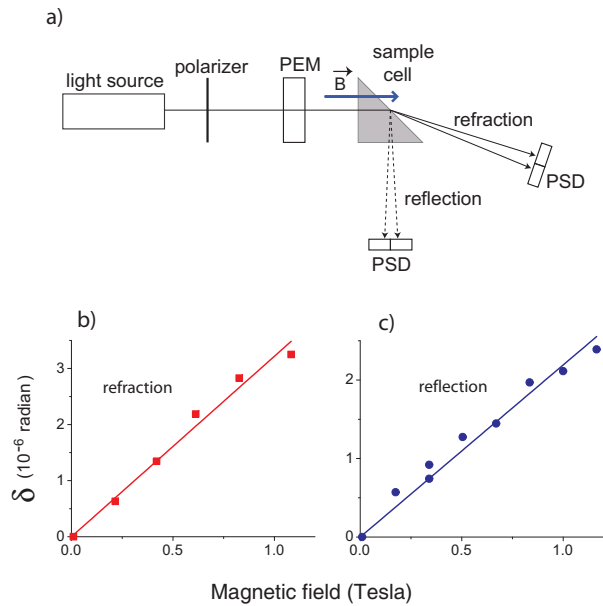 a)
light source
polarizer
PEM
B
sample
cell
refraction
PSD
reflection
PSD
b)
refraction
3
2
1
0
0.0
0.5
1.0
δ (10⁻⁶ radian)
c)
reflection
2
1
0
0.0
0.5
1.0
Magnetic field (Tesla)